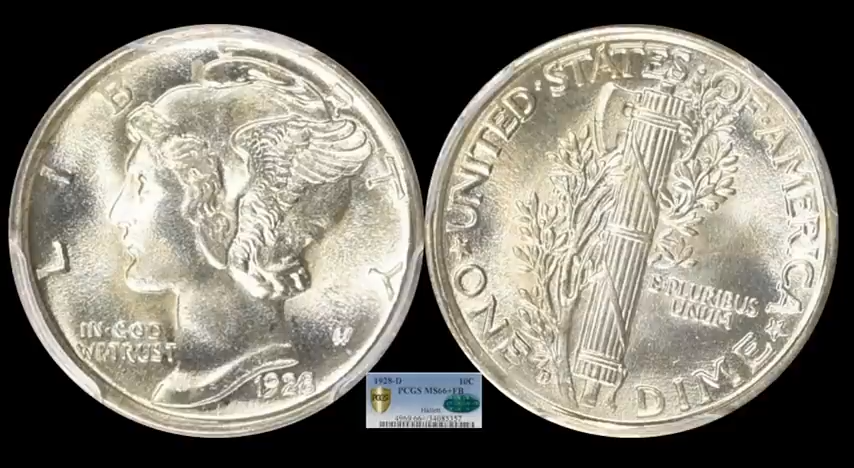 LIBERTY
IN·GOD
WE·TRUST
1928
UNITED·STATES·OF·AMERICA
E·PLURIBUS
UNUM
ONE DIME
1928-D 10C
PCGS MS66+FB
PCGS